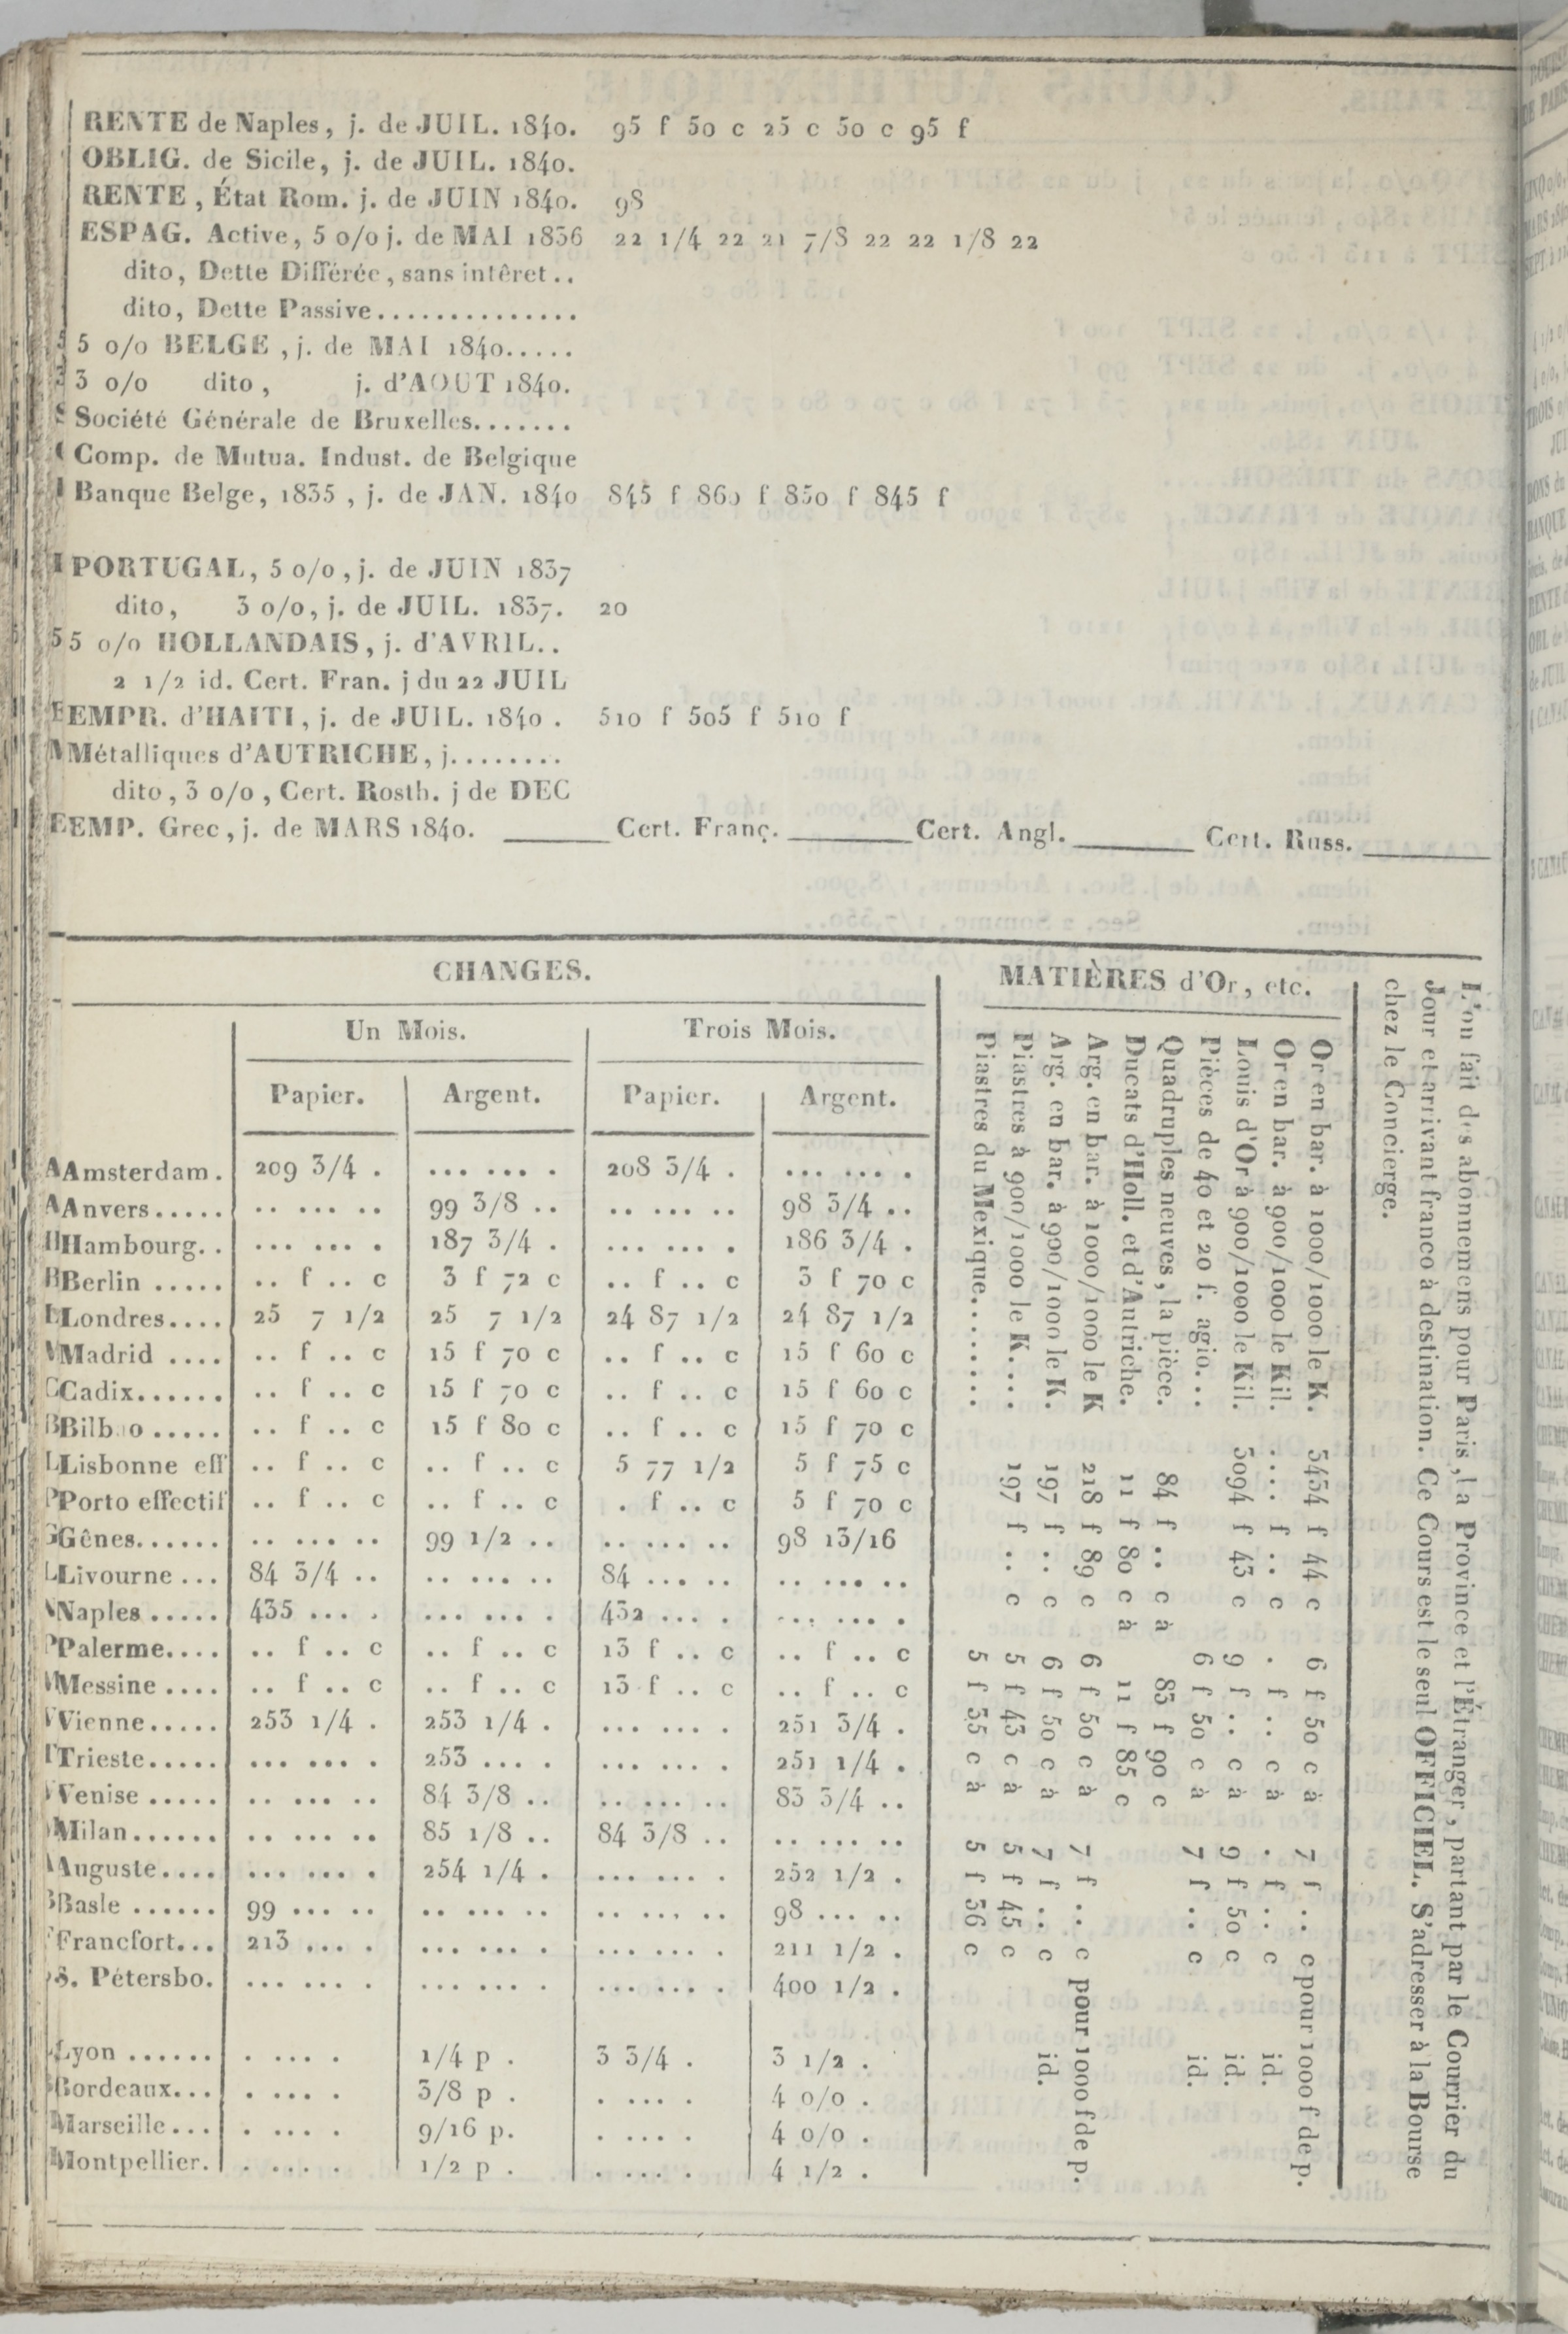 RENTE de Naples, j. de JUIL. 1840. 95 f 50 c 25 c 50 c 95 f
OBLIG. de Sicile, j. de JUIL. 1840.
RENTE, État Rom. j. de JUIN 1840. 98
ESPAG. Active, 5 o/o j. de MAI 1836 22 1/4 22 21 7/8 22 22 1/8 22
dito, Dette Différée, sans intêret..
dito, Dette Passive..............
5 o/o BELGE, j. de MAI 1840.....
3 o/o dito, j. d'AOUT 1840.
Société Générale de Bruxelles.......
Comp. de Mutua. Indust. de Belgique
Banque Belge, 1835, j. de JAN. 1840 845 f 860 f 850 f 845 f
PORTUGAL, 5 o/o, j. de JUIN 1837
dito, 3 o/o, j. de JUIL. 1837. 20
5 o/o HOLLANDAIS, j. d'AVRIL..
2 1/2 id. Cert. Fran. j du 22 JUIL
EMPR. d'HAITI, j. de JUIL. 1840. 510 f 505 f 510 f
Métalliques d'AUTRICHE, j........
dito, 3 o/o, Cert. Rosth. j de DEC
EMP. Grec, j. de MARS 1840. ______ Cert. Franç. ______ Cert. Angl. ______ Cert. Russ. ______
CHANGES.
Un Mois. Trois Mois.
Papier. Argent. Papier. Argent.
Amsterdam. 209 3/4 . ... ... . 208 3/4 . ... ... .
Anvers..... .. ... .. 99 3/8 .. .. ... .. 98 3/4 ..
Hambourg.. ... ... . 187 3/4 . ... ... . 186 3/4 .
Berlin ..... .. f .. c 3 f 72 c .. f .. c 3 f 70 c
Londres.... 25 7 1/2 25 7 1/2 24 87 1/2 24 87 1/2
Madrid .... .. f .. c 15 f 70 c .. f .. c 15 f 60 c
Cadix...... .. f .. c 15 f 70 c .. f .. c 15 f 60 c
Bilbao ..... .. f .. c 15 f 80 c .. f .. c 15 f 70 c
Lisbonne eff .. f .. c .. f .. c 5 77 1/2 5 f 75 c
Porto effectif .. f .. c .. f .. c . f .. c 5 f 70 c
Gênes...... .. ... .. 99 1/2 .. .. ... .. 98 13/16
Livourne ... 84 3/4 .. .. ... .. 84 ... .. .. ... ..
Naples ..... 435 ... . ... ... . 432 ... . ... ... .
Palerme.... .. f .. c .. f .. c 13 f .. c .. f .. c
Messine .... .. f .. c .. f .. c 13 f .. c .. f .. c
Vienne..... 253 1/4 . 253 1/4 . ... ... . 251 3/4 .
Trieste..... ... ... . 253 ... . ... ... . 251 1/4 .
Venise ..... .. ... .. 84 3/8 .. .. ... .. 83 3/4 ..
Milan...... .. ... .. 85 1/8 .. 84 3/8 .. .. ... ..
Auguste.... ... ... . 254 1/4 . ... ... . 252 1/2 .
Basle ...... 99 ... .. .. ... .. .. ... .. 98 ... ..
Francfort... 213 ... . ... ... . ... ... . 211 1/2 .
S. Pétersbo. ... ... . ... ... . ... ... . 400 1/2 .
Lyon ...... . .... . 1/4 p . 3 3/4 . 3 1/2 .
Bordeaux... . .... . 3/8 p . . .... . 4 o/o .
Marseille... . .... . 9/16 p. . .... . 4 o/o .
Montpellier. . .... . 1/2 p . . .... . 4 1/2 .
MATIÈRES d'Or, etc.
Or en bar. à 1000/1000 le K. 3434 f 44 c 6 f 50 c à 7 f .. c pour 1000 f de p.
Or en bar. à 900/1000 le Kil. .... f .. c . f .. c à . f .. c id.
Louis d'Or à 900/1000 le Kil. 3094 f 43 c 9 f .. c à 9 f 50 c id.
Pièces de 40 et 20 f. agio... 6 f 50 c à 7 f .. c id.
Quadruples neuves, la pièce. 84 f .. c à 83 f 90 c
Ducats d'Holl. et d'Autriche. 11 f 80 c à 11 f 85 c
Arg. en bar. à 1000/1000 le K 218 f 89 c 6 f 50 c à 7 f .. c pour 1000 f de p.
Arg. en bar. à 900/1000 le K. 197 f .. c 6 f 50 c à 7 f .. c id.
Piastres à 900/1000 le K.... 197 f .. c 5 f 43 c à 5 f 45 c
Piastres du Mexique....... 5 f 35 c à 5 f 36 c
L'on fait des abonnemens pour Paris, la Province et l'Étranger, partant par le Courrier du
Jour et arrivant franco à destination. Ce Cours est le seul OFFICIEL. S'adresser à la Bourse
chez le Concierge.